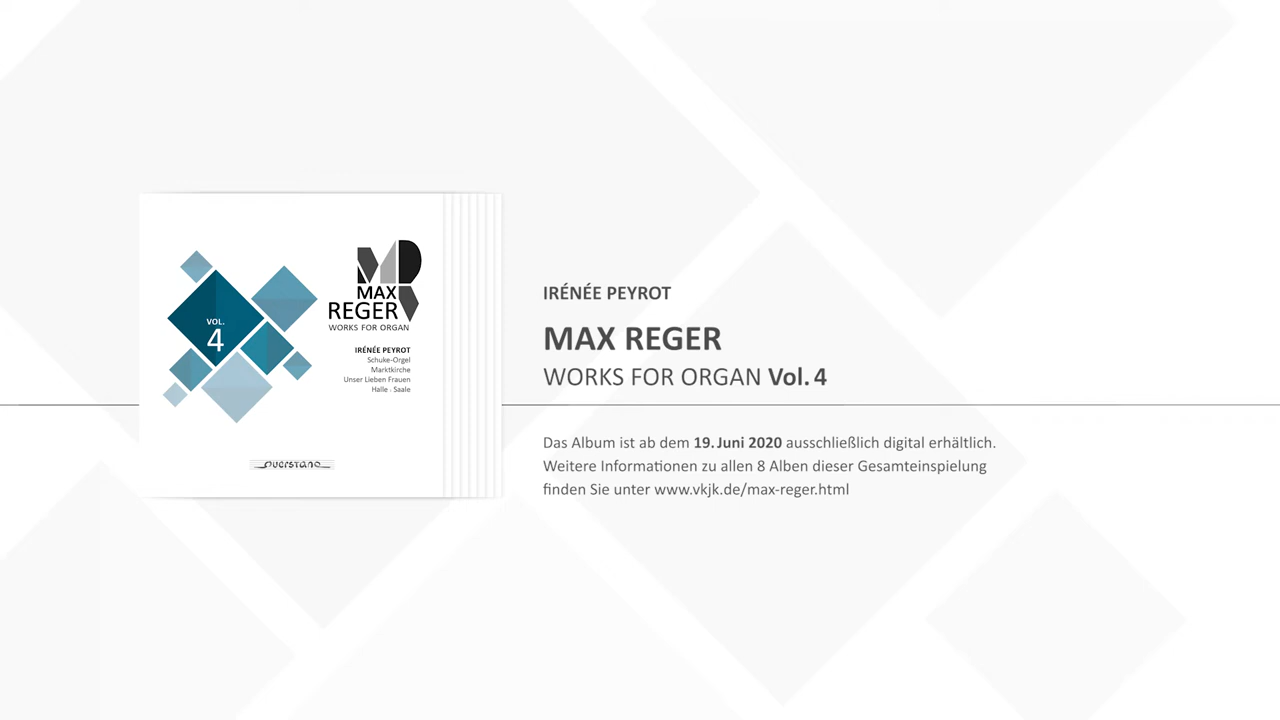 VOL.
4
MR
MAX
REGER
WORKS FOR ORGAN
IRÉNÉE PEYROT
Schuke-Orgel
Marktkirche
Unser Lieben Frauen
Halle · Saale
querstand
IRÉNÉE PEYROT
MAX REGER
WORKS FOR ORGAN Vol. 4
Das Album ist ab dem 19. Juni 2020 ausschließlich digital erhältlich.
Weitere Informationen zu allen 8 Alben dieser Gesamteinspielung
finden Sie unter www.vkjk.de/max-reger.html